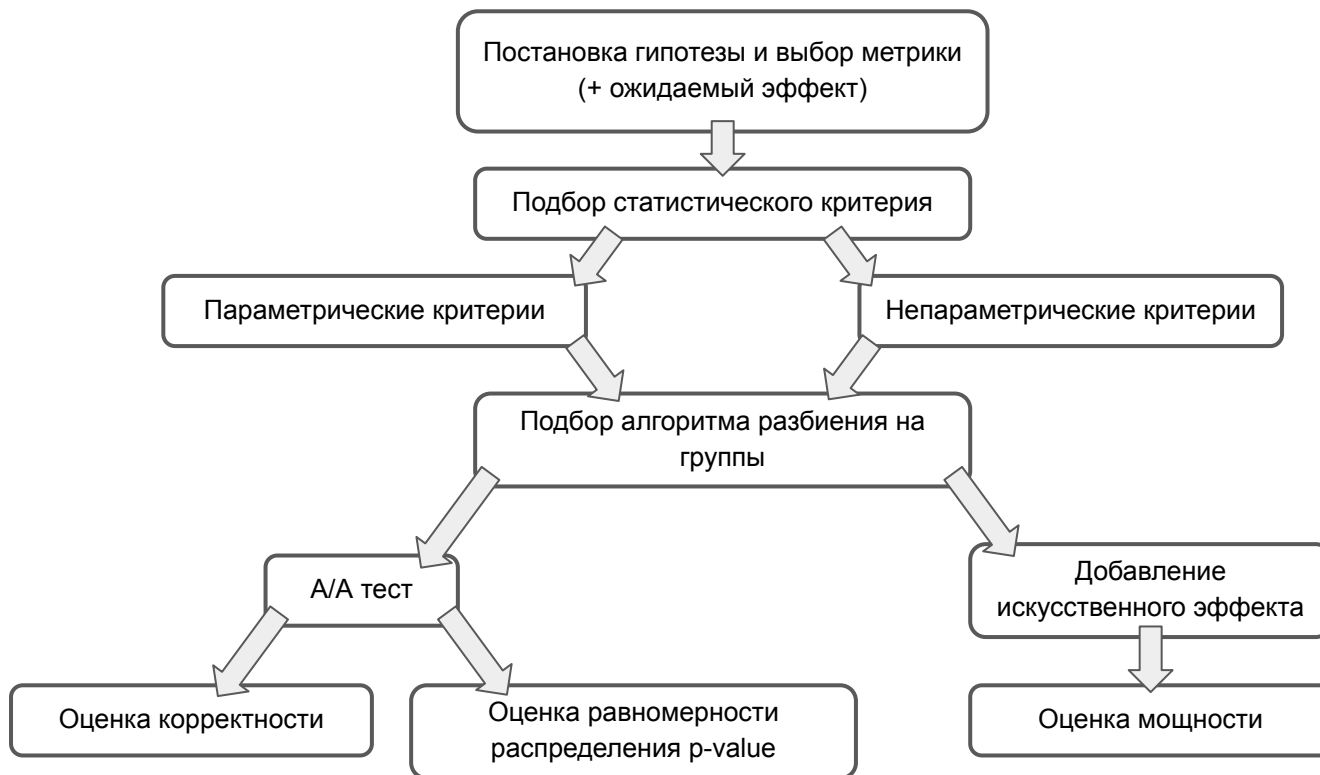 Постановка гипотезы и выбор метрики
(+ ожидаемый эффект)
Подбор статистического критерия
Параметрические критерии
Непараметрические критерии
Подбор алгоритма разбиения на
группы
А/А тест
Добавление
искусственного эффекта
Оценка корректности
Оценка равномерности
распределения p-value
Оценка мощности